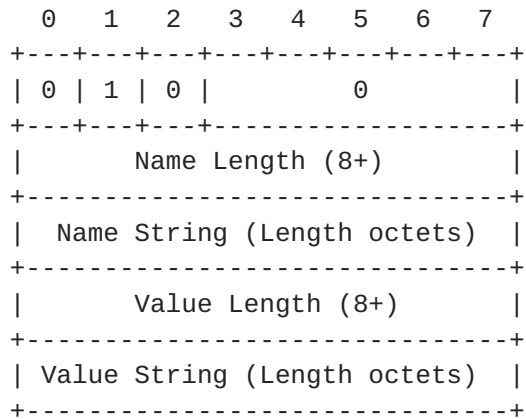 0 1 2 3 4 5 6 7
+---+---+---+---+---+---+---+---+
| 0 | 1 | 0 | 0 |
+---+---+---+-------------------+
| Name Length (8+) |
+-------------------------------+
| Name String (Length octets) |
+-------------------------------+
| Value Length (8+) |
+-------------------------------+
| Value String (Length octets) |
+-------------------------------+